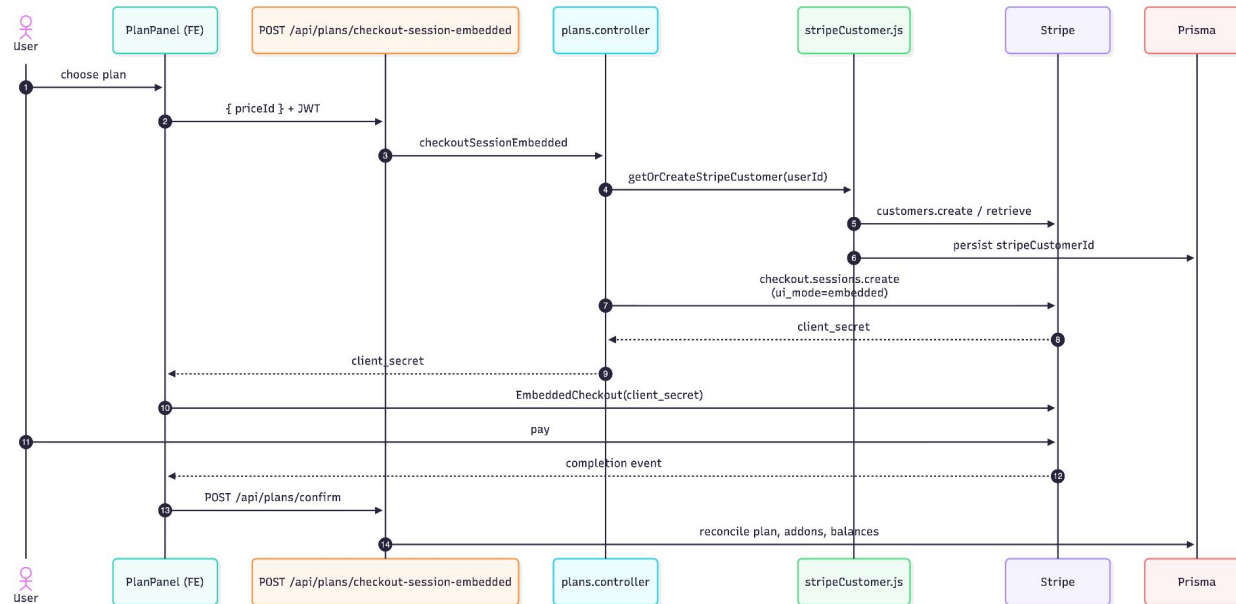 User
PlanPanel (FE)
POST /api/plans/checkout-session-embedded
plans.controller
stripeCustomer.js
Stripe
Prisma
1
choose plan
2
{ priceId } + JWT
3
checkoutSessionEmbedded
4
getOrCreateStripeCustomer(userId)
5
customers.create / retrieve
6
persist stripeCustomerId
7
checkout.sessions.create
(ui_mode=embedded)
8
client_secret
9
client_secret
10
EmbeddedCheckout(client_secret)
11
pay
12
completion event
13
POST /api/plans/confirm
14
reconcile plan, addons, balances
User
PlanPanel (FE)
POST /api/plans/checkout-session-embedded
plans.controller
stripeCustomer.js
Stripe
Prisma